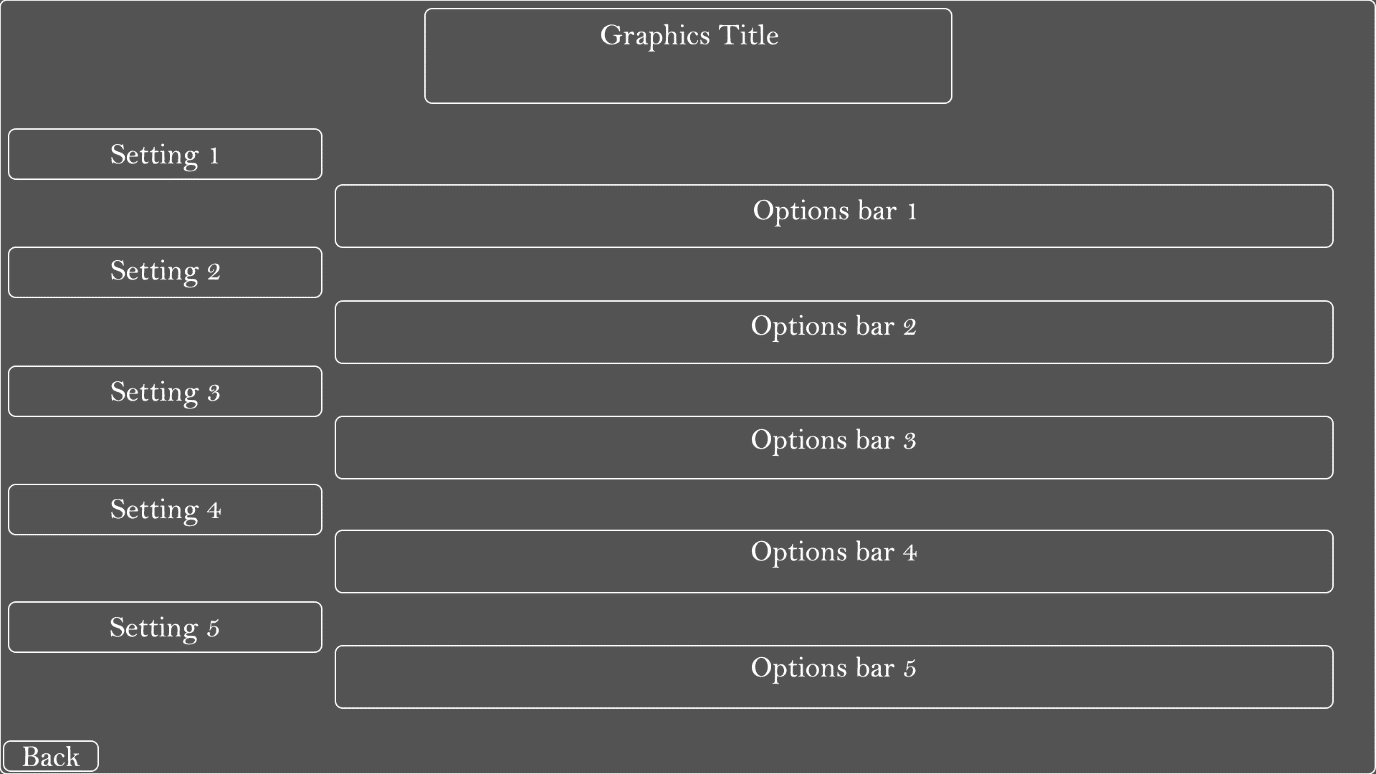 Graphics Title
Setting 1
Options bar 1
Setting 2
Options bar 2
Setting 3
Options bar 3
Setting 4
Options bar 4
Setting 5
Options bar 5
Back